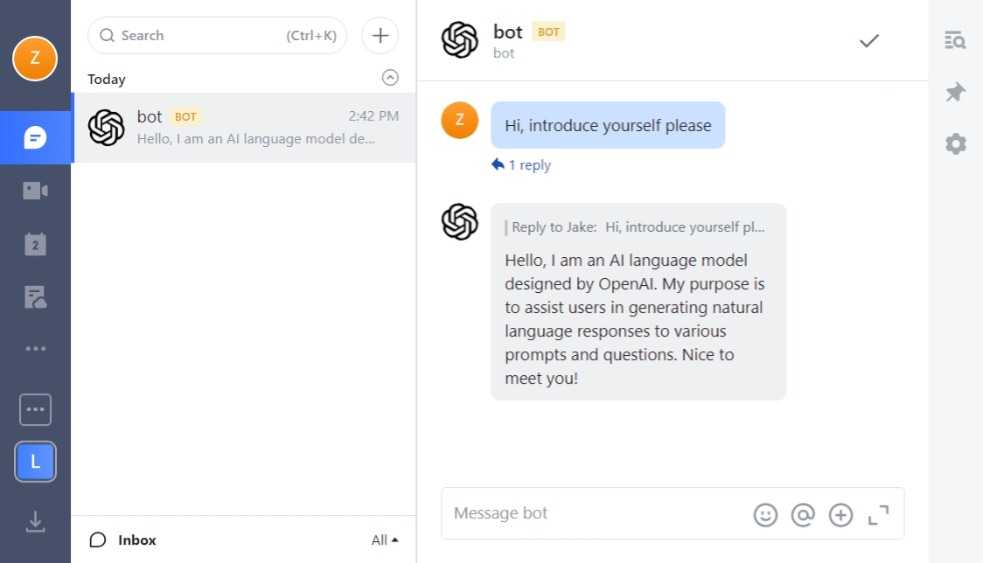 Z
Search (Ctrl+K)
Today
bot BOT 2:42 PM
Hello, I am an AI language model de...
2
L
Inbox All
bot BOT
bot
Z
Hi, introduce yourself please
1 reply
Reply to Jake: Hi, introduce yourself pl...
Hello, I am an AI language model
designed by OpenAI. My purpose is
to assist users in generating natural
language responses to various
prompts and questions. Nice to
meet you!
Message bot